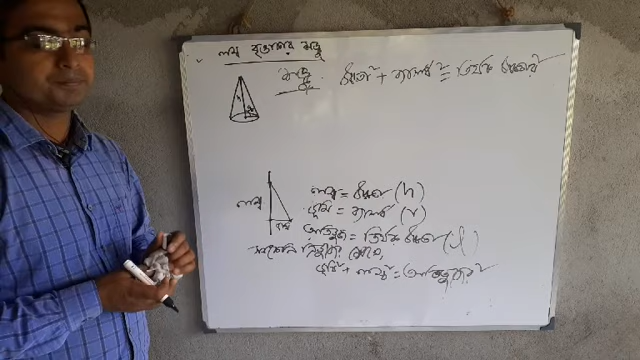 লম্ব বৃত্তাকার শঙ্কু
উচ্চতা² + ব্যাসার্ধ² = তির্যক উচ্চতা²
লম্ব
লম্ব = উচ্চতা (h)
ভূমি = ব্যাসার্ধ (r)
অতিভুজ = তির্যক উচ্চতা (l)
সমকোণী ত্রিভুজের ক্ষেত্রে,
ভূমি² + লম্ব² = অতিভুজ²